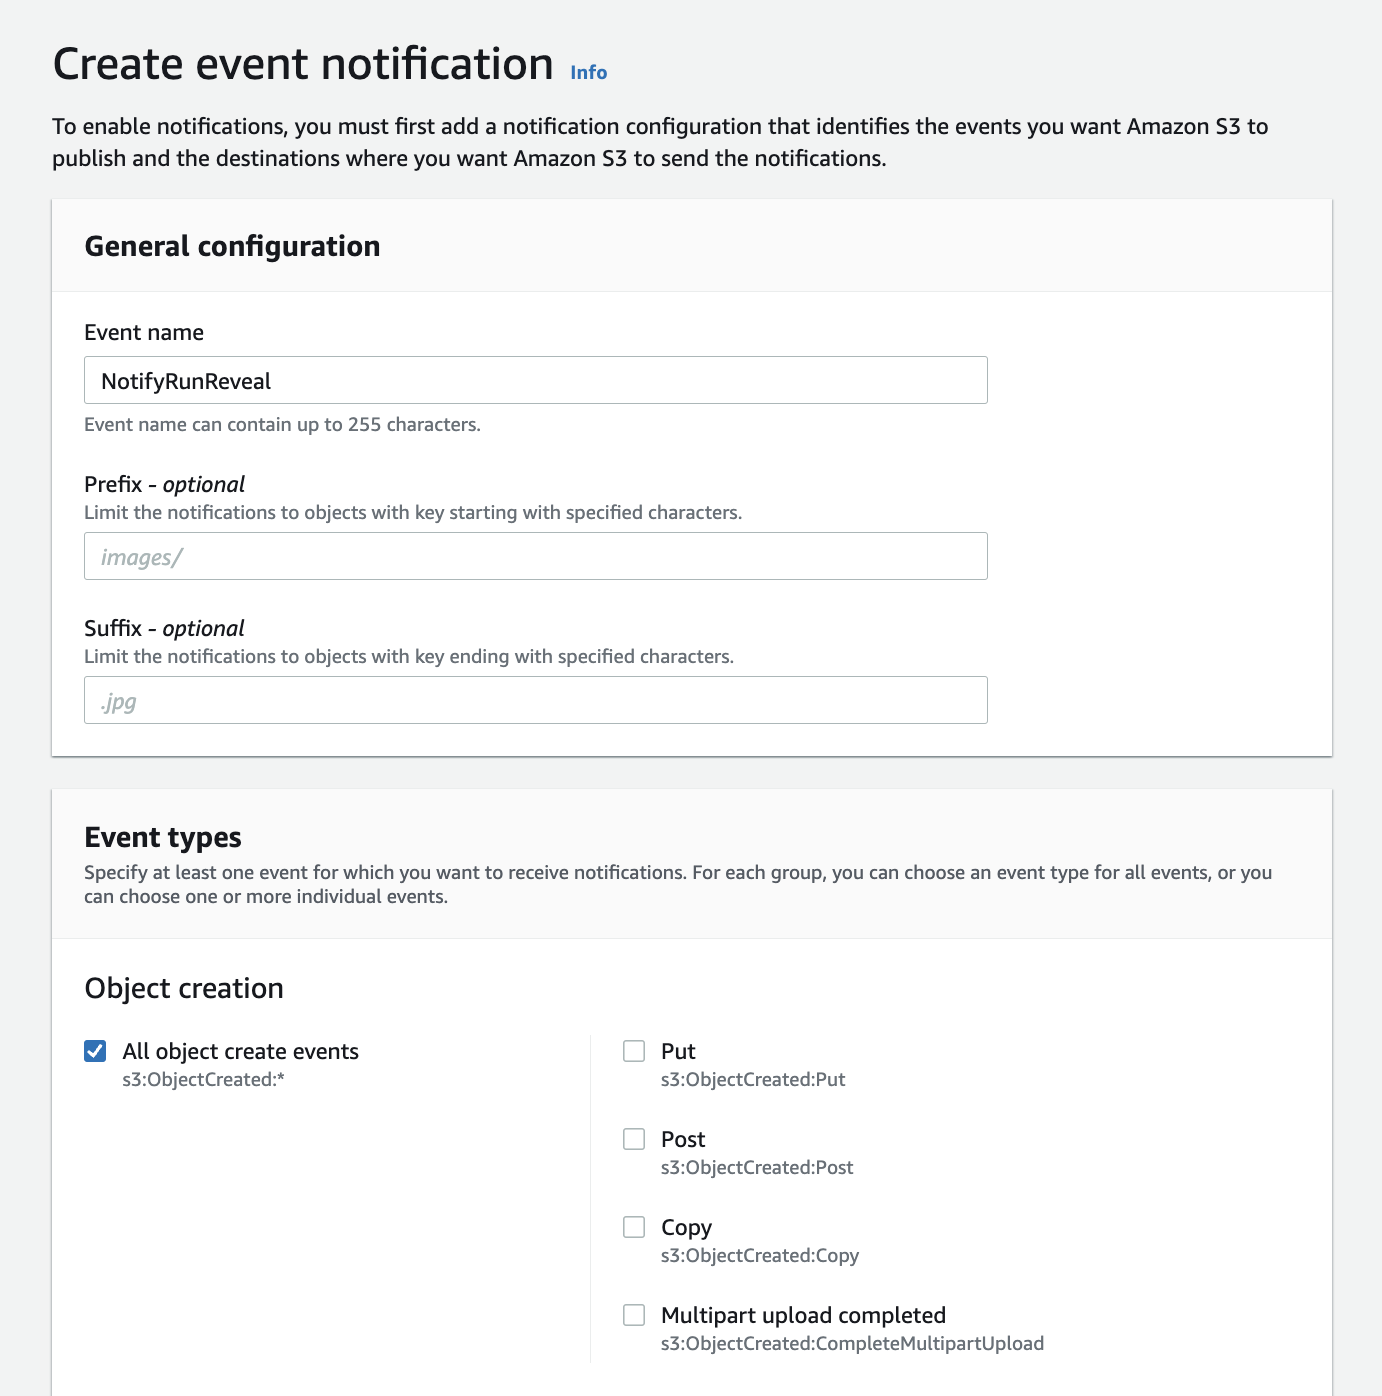 Create event notification Info
To enable notifications, you must first add a notification configuration that identifies the events you want Amazon S3 to
publish and the destinations where you want Amazon S3 to send the notifications.
General configuration
Event name
NotifyRunReveal
Event name can contain up to 255 characters.
Prefix - optional
Limit the notifications to objects with key starting with specified characters.
images/
Suffix - optional
Limit the notifications to objects with key ending with specified characters.
.jpg
Event types
Specify at least one event for which you want to receive notifications. For each group, you can choose an event type for all events, or you
can choose one or more individual events.
Object creation
All object create events
s3:ObjectCreated:*
Put
s3:ObjectCreated:Put
Post
s3:ObjectCreated:Post
Copy
s3:ObjectCreated:Copy
Multipart upload completed
s3:ObjectCreated:CompleteMultipartUpload